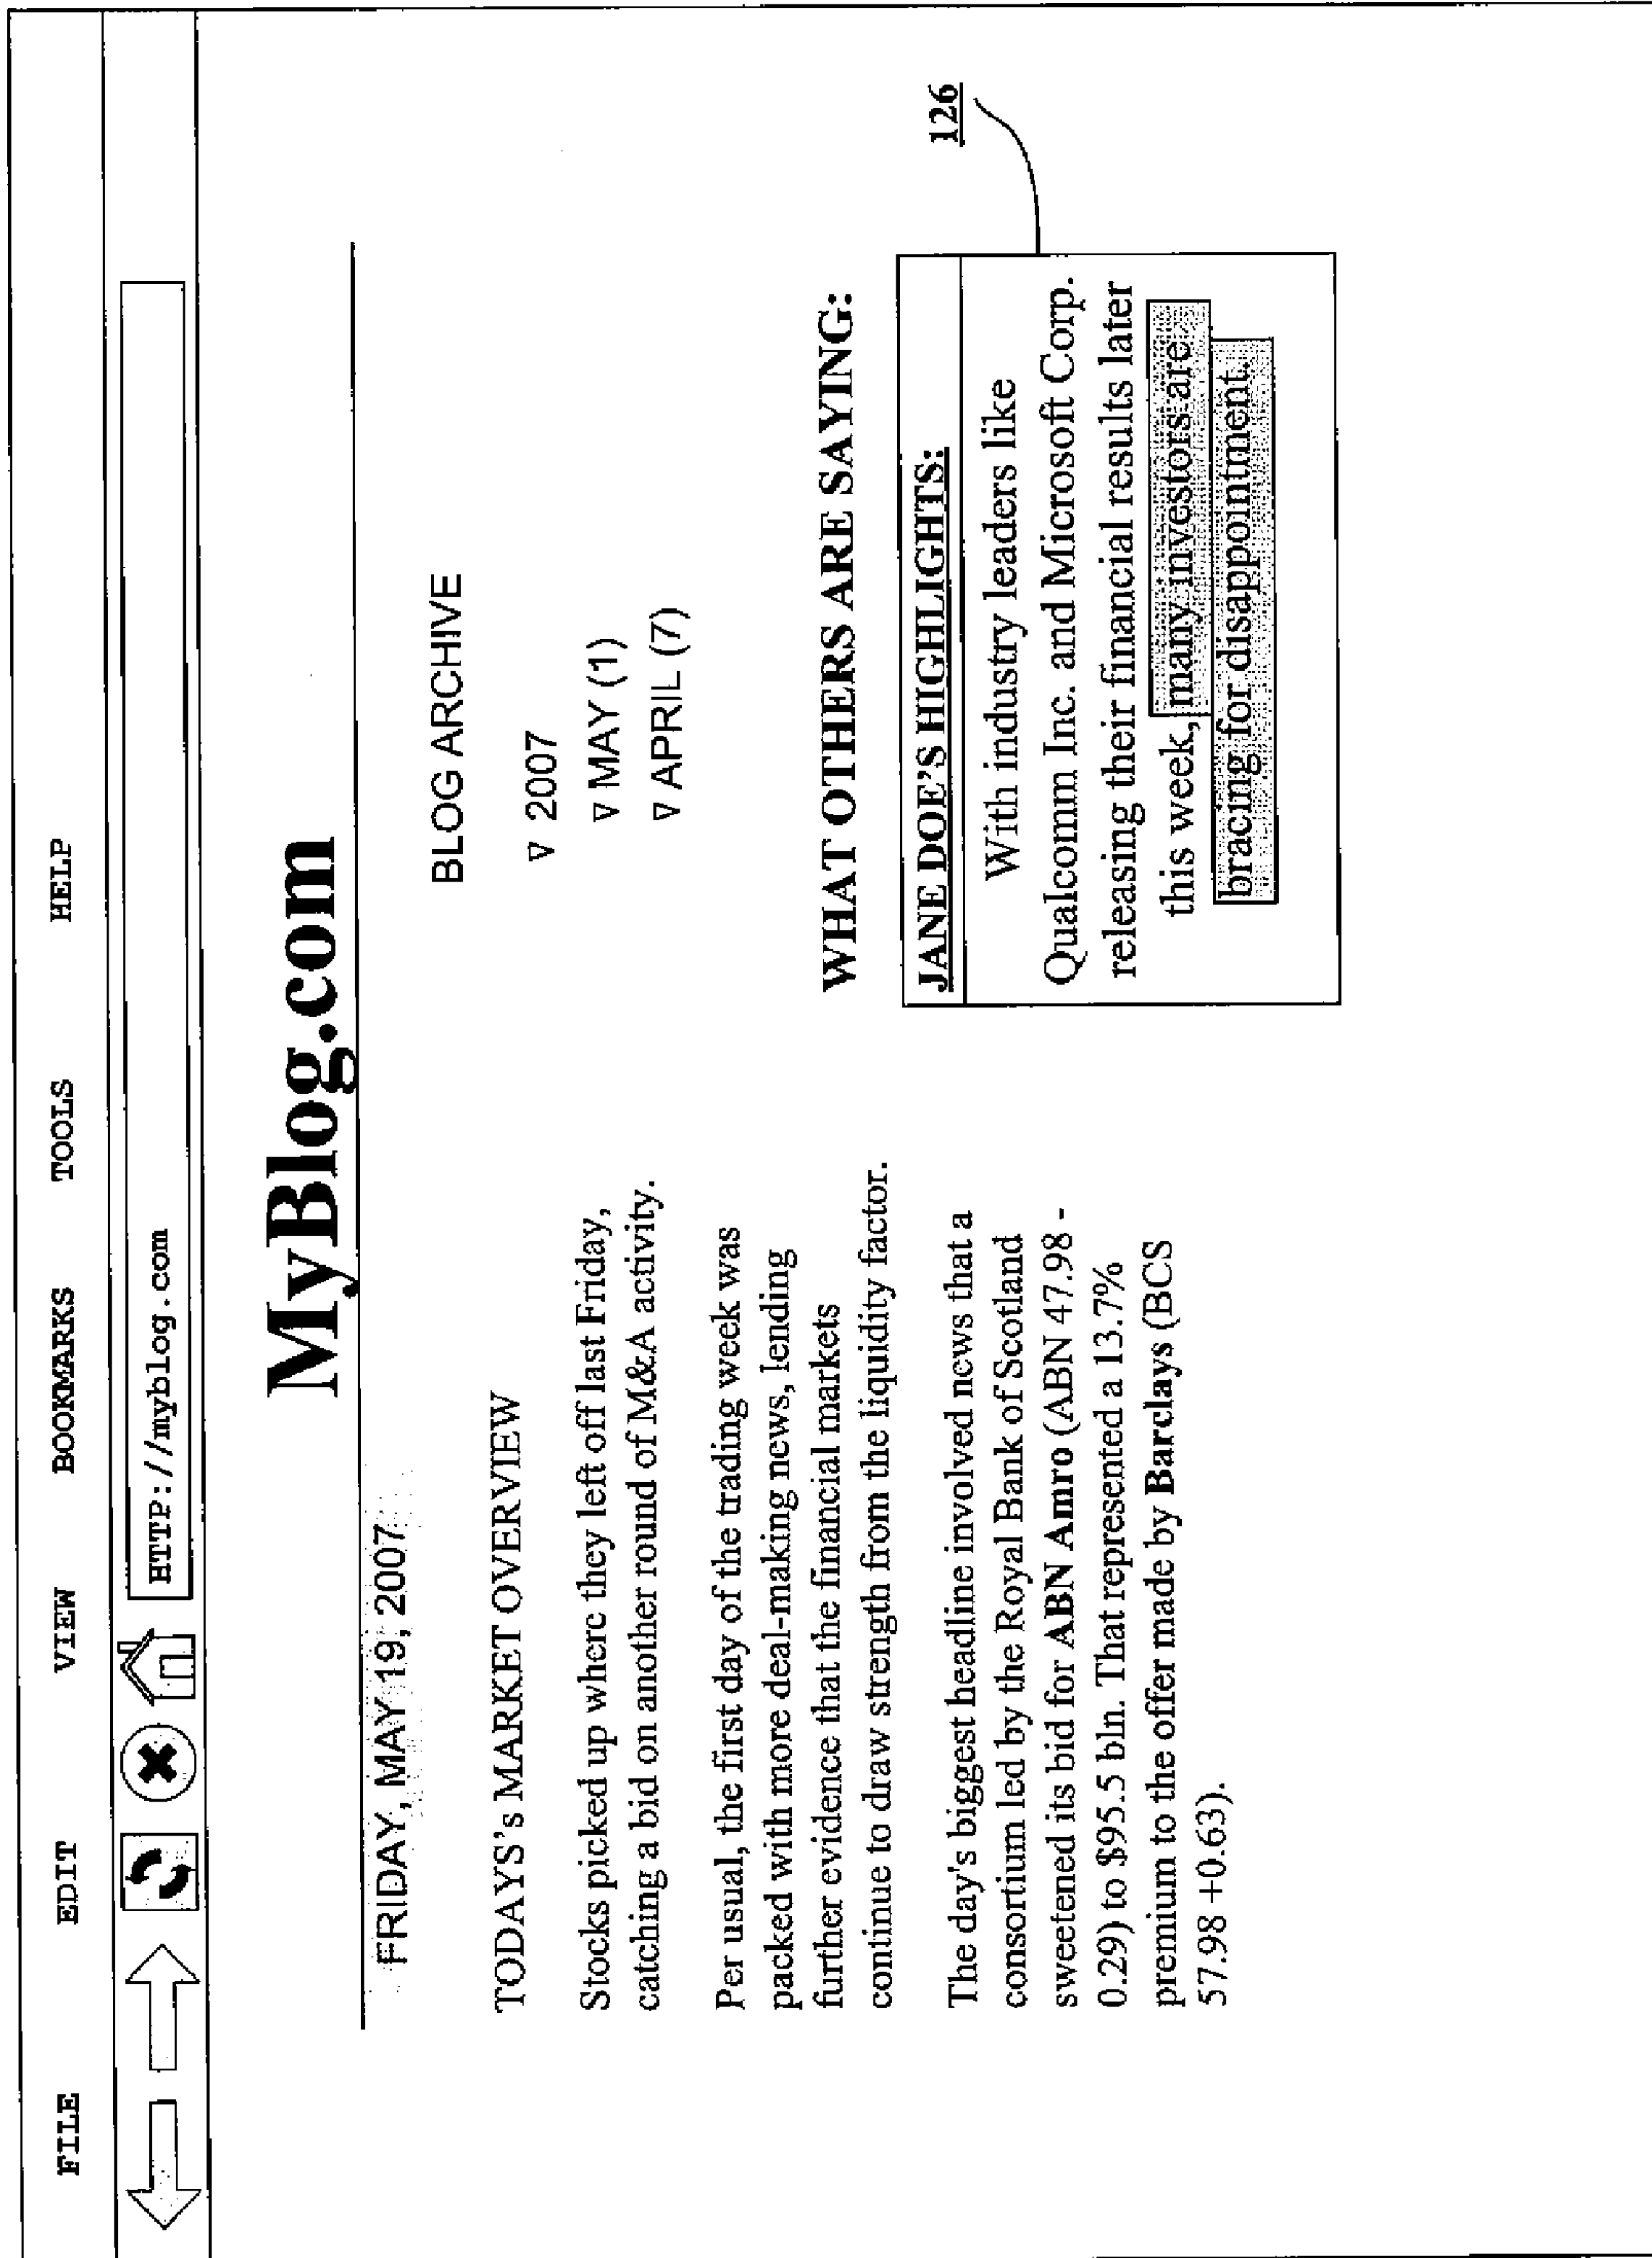 FILE EDIT VIEW BOOKMARKS TOOLS HELP
HTTP://myblog.com
MyBlog.com
FRIDAY, MAY 19, 2007
TODAYS's MARKET OVERVIEW
Stocks picked up where they left off last Friday,
catching a bid on another round of M&A activity.
Per usual, the first day of the trading week was
packed with more deal-making news, lending
further evidence that the financial markets
continue to draw strength from the liquidity factor.
The day's biggest headline involved news that a
consortium led by the Royal Bank of Scotland
sweetened its bid for ABN Amro (ABN 47.98 -
0.29) to $95.5 bln. That represented a 13.7%
premium to the offer made by Barclays (BCS
57.98 +0.63).
BLOG ARCHIVE
∇ 2007
∇ MAY (1)
∇ APRIL (7)
WHAT OTHERS ARE SAYING:
JANE DOE'S HIGHLIGHTS:
With industry leaders like
Qualcomm Inc. and Microsoft Corp.
releasing their financial results later
this week, many investors are
bracing for disappointment.
126